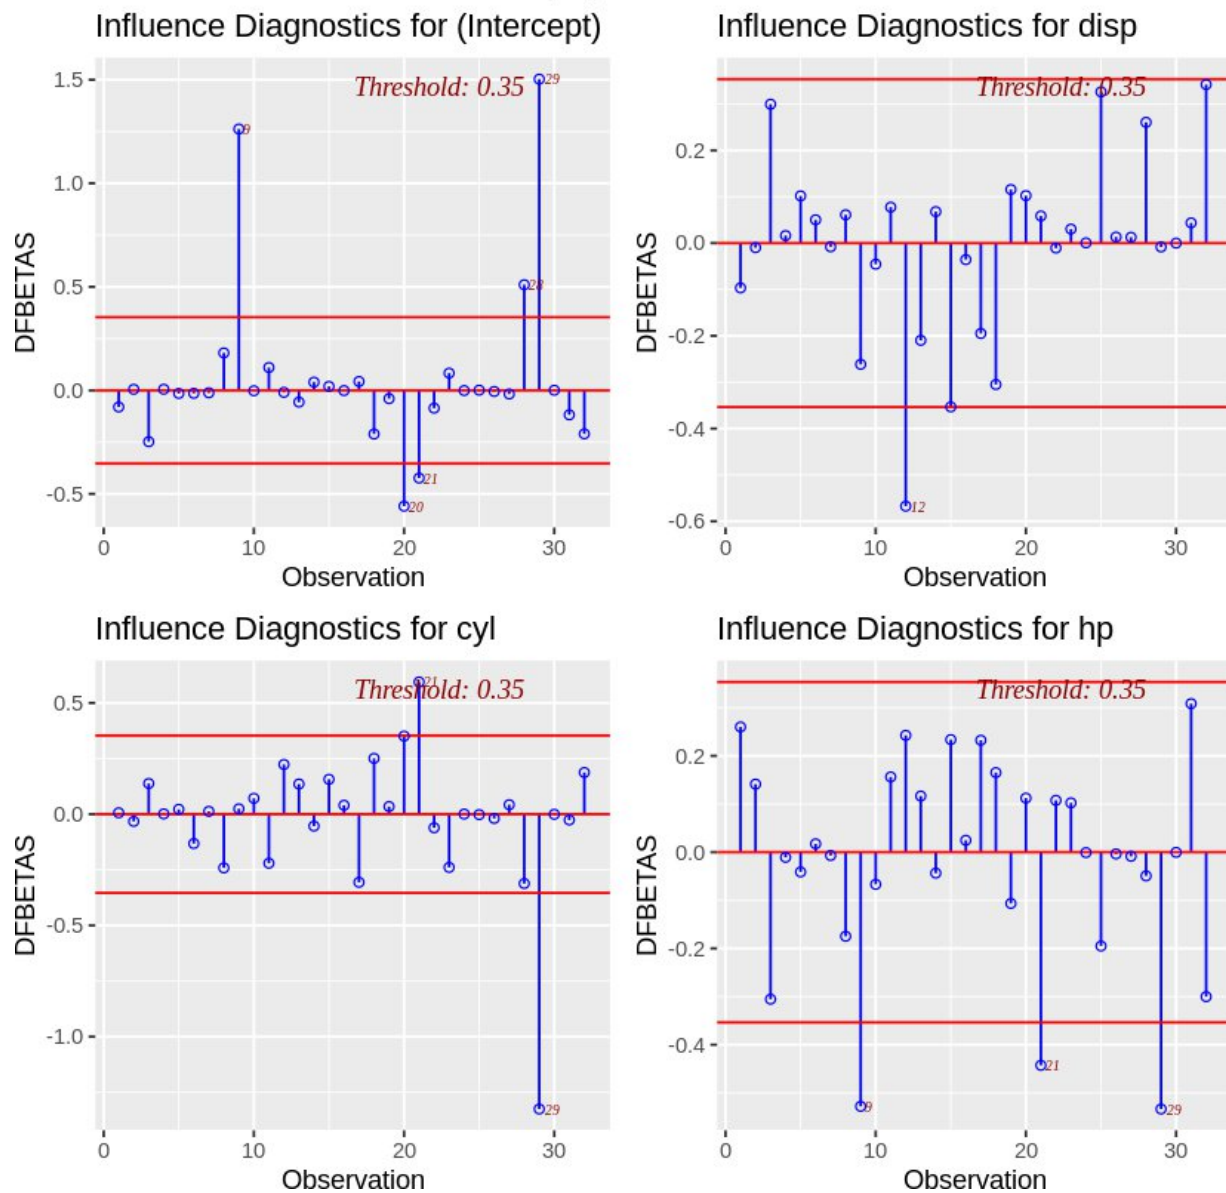 Influence Diagnostics for (Intercept)
1.5
1.0
0.5
0.0
-0.5
DFBETAS
Threshold: 0.35
9
29
28
21
20
0
10
20
30
Observation
Influence Diagnostics for disp
0.2
0.0
-0.2
-0.4
-0.6
DFBETAS
Threshold: 0.35
12
0
10
20
30
Observation
Influence Diagnostics for cyl
0.5
0.0
-0.5
-1.0
DFBETAS
21
Threshold: 0.35
29
0
10
20
30
Observation
Influence Diagnostics for hp
0.2
0.0
-0.2
-0.4
DFBETAS
Threshold: 0.35
21
9
29
0
10
20
30
Observation